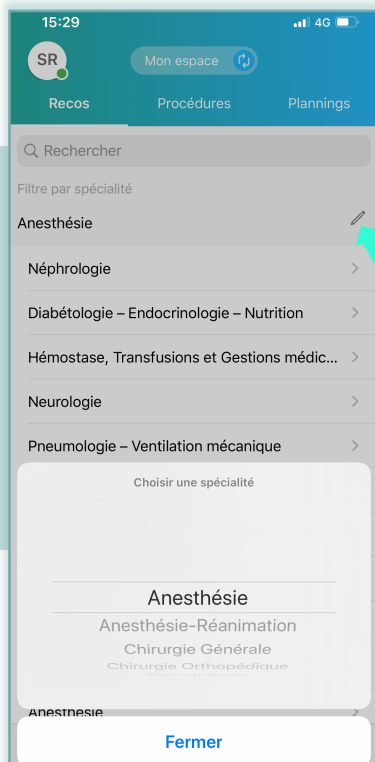 15:29 4G
SR Mon espace
Recos Procédures Plannings
Rechercher
Filtre par spécialité
Anesthésie
Néphrologie
Diabétologie – Endocrinologie – Nutrition
Hémostase, Transfusions et Gestions médic...
Neurologie
Pneumologie – Ventilation mécanique
Choisir une spécialité
Anesthésie
Anesthésie-Réanimation
Chirurgie Générale
Chirurgie Orthopédique
Anesthésie
Fermer